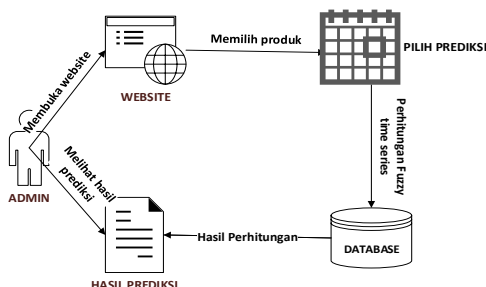 Memilih produk
PILIH PREDIKSI
WEBSITE
Membuka website
Perhitungan Fuzzy
time series
ADMIN
Melihat hasil
prediksi
Hasil Perhitungan
DATABASE
HASIL PREDIKSI